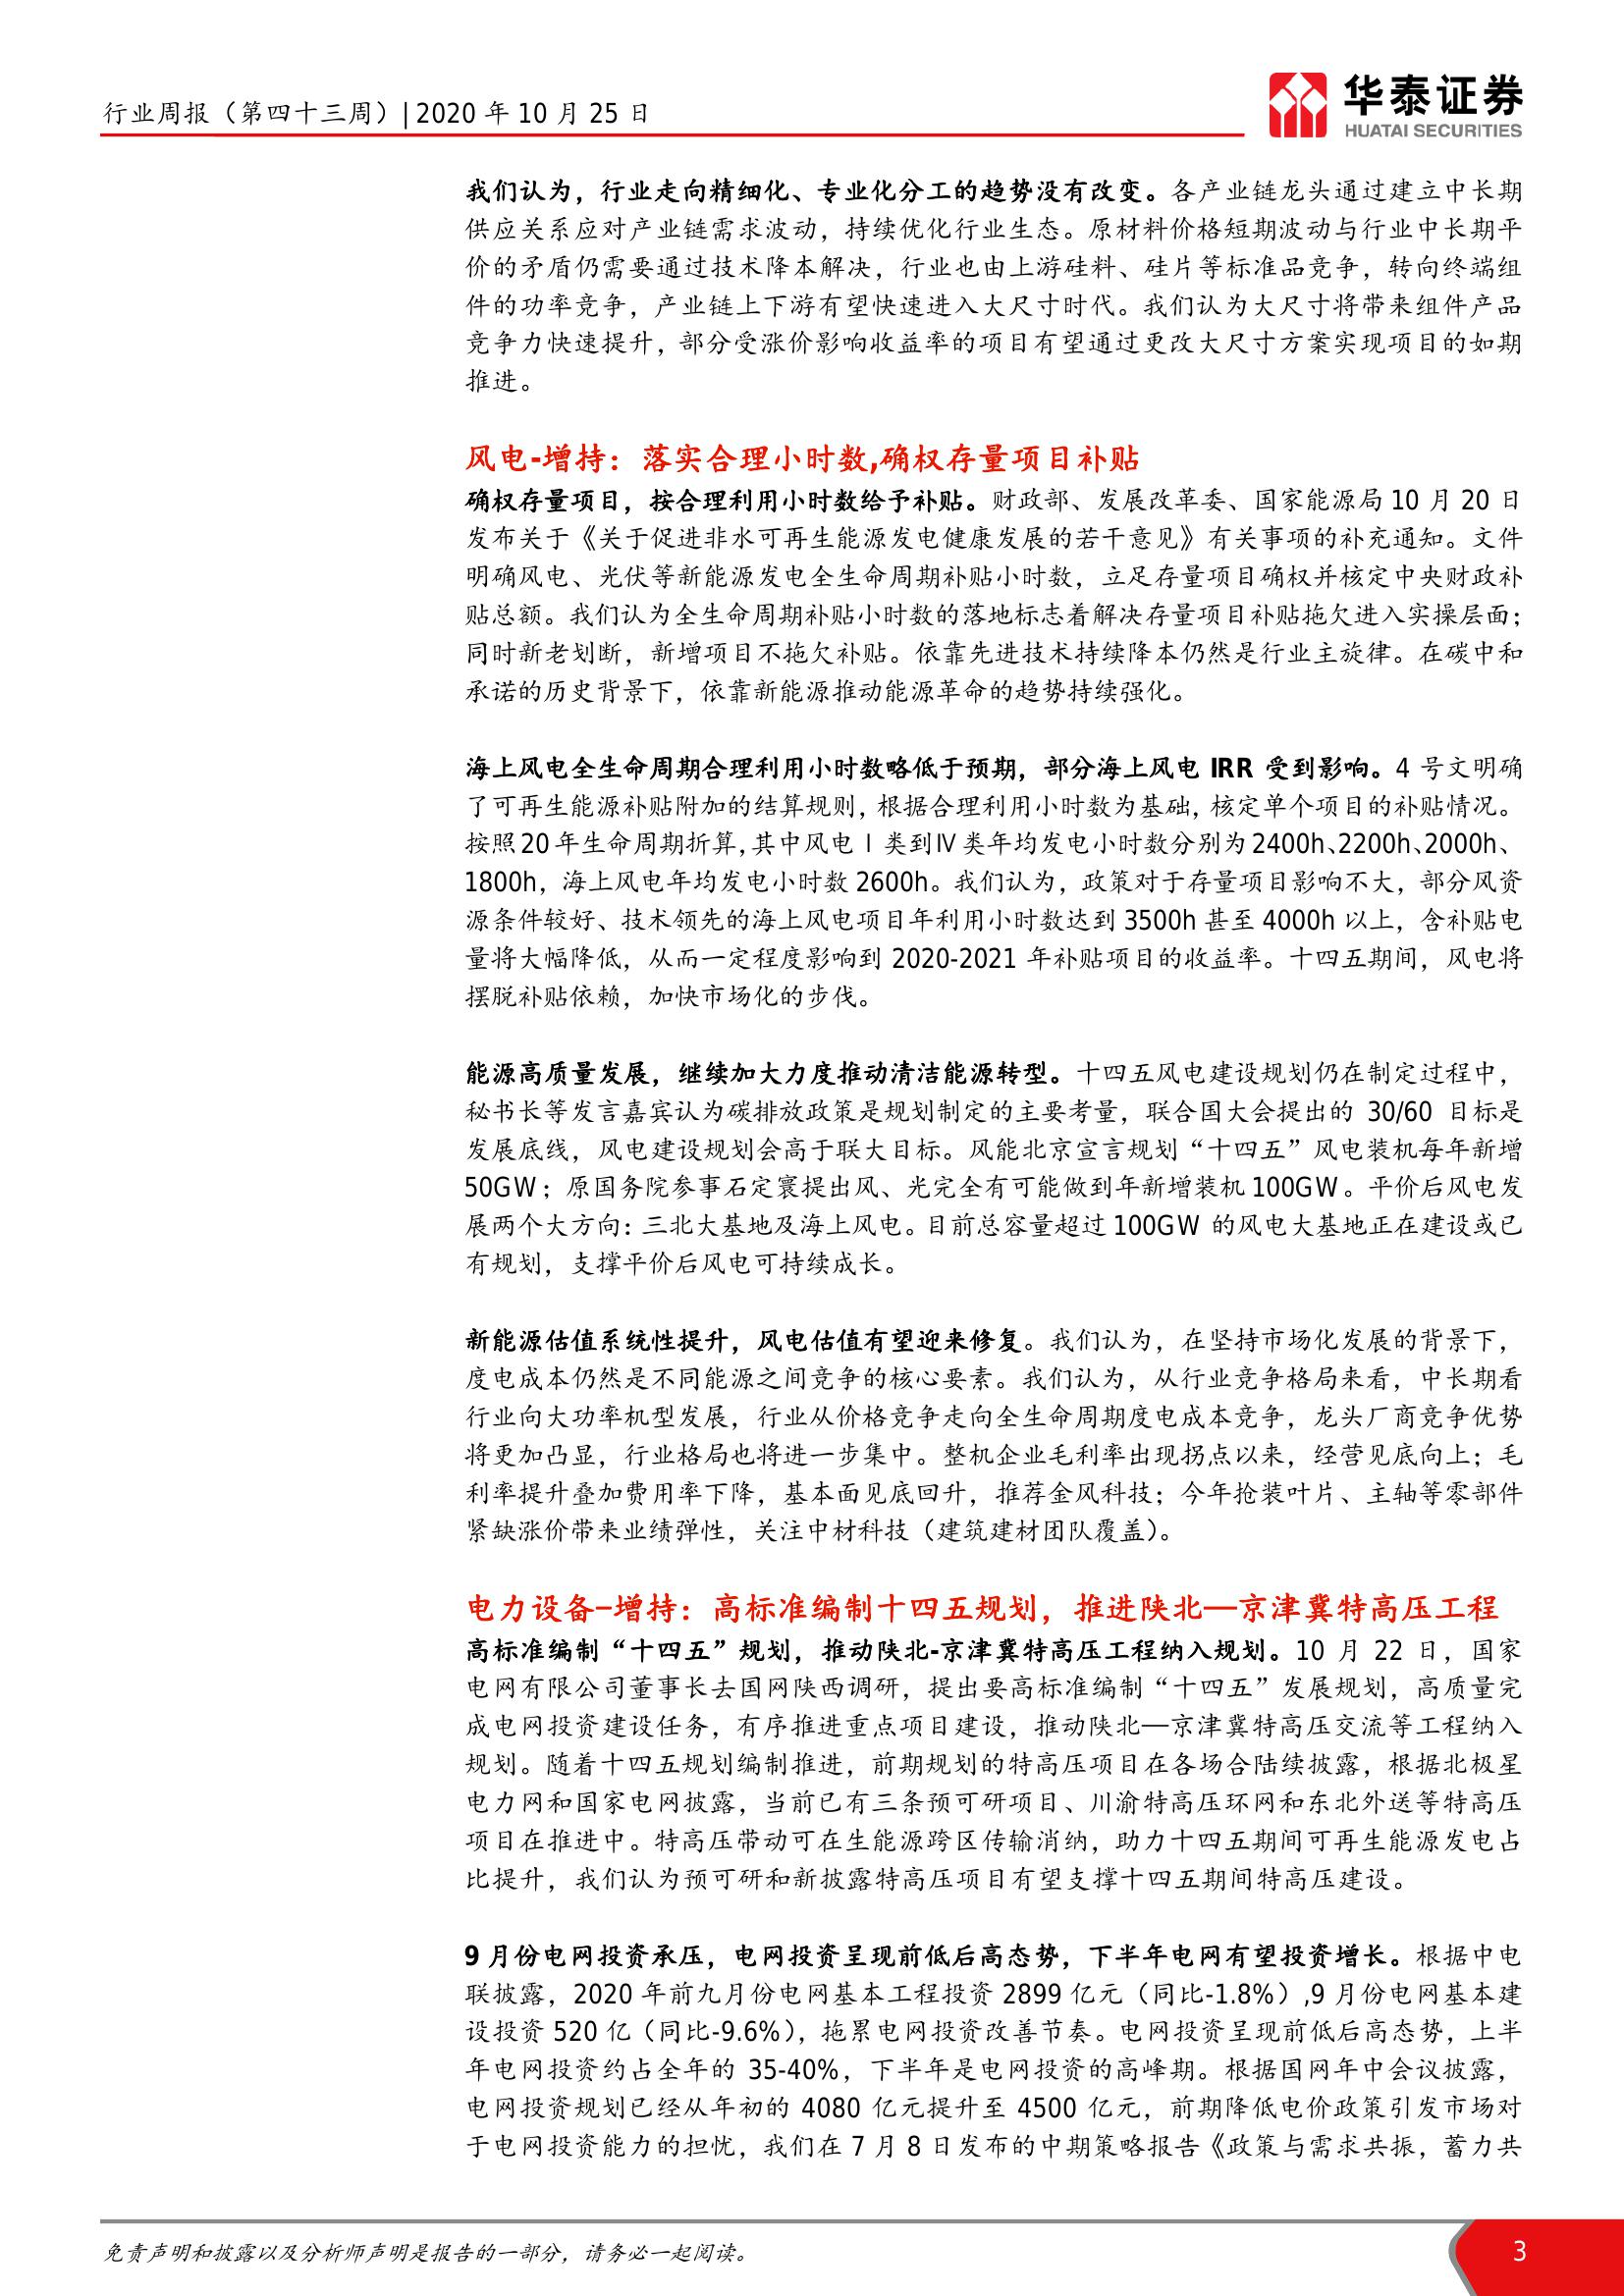 行业周报（第四十三周）| 2020 年 10 月 25 日
华泰证券
HUATAI SECURITIES
我们认为，行业走向精细化、专业化分工的趋势没有改变。各产业链龙头通过建立中长期
供应关系应对产业链需求波动，持续优化行业生态。原材料价格短期波动与行业中长期平
价的矛盾仍需要通过技术降本解决，行业也由上游硅料、硅片等标准品竞争，转向终端组
件的功率竞争，产业链上下游有望快速进入大尺寸时代。我们认为大尺寸将带来组件产品
竞争力快速提升，部分受涨价影响收益率的项目有望通过更改大尺寸方案实现项目的如期
推进。
风电-增持：落实合理小时数,确权存量项目补贴
确权存量项目，按合理利用小时数给予补贴。财政部、发展改革委、国家能源局 10 月 20 日
发布关于《关于促进非水可再生能源发电健康发展的若干意见》有关事项的补充通知。文件
明确风电、光伏等新能源发电全生命周期补贴小时数，立足存量项目确权并核定中央财政补
贴总额。我们认为全生命周期补贴小时数的落地标志着解决存量项目补贴拖欠进入实操层面；
同时新老划断，新增项目不拖欠补贴。依靠先进技术持续降本仍然是行业主旋律。在碳中和
承诺的历史背景下，依靠新能源推动能源革命的趋势持续强化。
海上风电全生命周期合理利用小时数略低于预期，部分海上风电 IRR 受到影响。4 号文明确
了可再生能源补贴附加的结算规则，根据合理利用小时数为基础，核定单个项目的补贴情况。
按照 20 年生命周期折算，其中风电Ⅰ类到Ⅳ类年均发电小时数分别为 2400h、2200h、2000h、
1800h，海上风电年均发电小时数 2600h。我们认为，政策对于存量项目影响不大，部分风资
源条件较好、技术领先的海上风电项目年利用小时数达到 3500h 甚至 4000h 以上，含补贴电
量将大幅降低，从而一定程度影响到 2020-2021 年补贴项目的收益率。十四五期间，风电将
摆脱补贴依赖，加快市场化的步伐。
能源高质量发展，继续加大力度推动清洁能源转型。十四五风电建设规划仍在制定过程中，
秘书长等发言嘉宾认为碳排放政策是规划制定的主要考量，联合国大会提出的 30/60 目标是
发展底线，风电建设规划会高于联大目标。风能北京宣言规划“十四五”风电装机每年新增
50GW；原国务院参事石定寰提出风、光完全有可能做到年新增装机 100GW。平价后风电发
展两个大方向：三北大基地及海上风电。目前总容量超过 100GW 的风电大基地正在建设或已
有规划，支撑平价后风电可持续成长。
新能源估值系统性提升，风电估值有望迎来修复。我们认为，在坚持市场化发展的背景下，
度电成本仍然是不同能源之间竞争的核心要素。我们认为，从行业竞争格局来看，中长期看
行业向大功率机型发展，行业从价格竞争走向全生命周期度电成本竞争，龙头厂商竞争优势
将更加凸显，行业格局也将进一步集中。整机企业毛利率出现拐点以来，经营见底向上；毛
利率提升叠加费用率下降，基本面见底回升，推荐金风科技；今年抢装叶片、主轴等零部件
紧缺涨价带来业绩弹性，关注中材科技（建筑建材团队覆盖）。
电力设备–增持：高标准编制十四五规划，推进陕北—京津冀特高压工程
高标准编制“十四五”规划，推动陕北-京津冀特高压工程纳入规划。10 月 22 日，国家
电网有限公司董事长去国网陕西调研，提出要高标准编制“十四五”发展规划，高质量完
成电网投资建设任务，有序推进重点项目建设，推动陕北—京津冀特高压交流等工程纳入
规划。随着十四五规划编制推进，前期规划的特高压项目在各场合陆续披露，根据北极星
电力网和国家电网披露，当前已有三条预可研项目、川渝特高压环网和东北外送等特高压
项目在推进中。特高压带动可在生能源跨区传输消纳，助力十四五期间可再生能源发电占
比提升，我们认为预可研和新披露特高压项目有望支撑十四五期间特高压建设。
9 月份电网投资承压，电网投资呈现前低后高态势，下半年电网有望投资增长。根据中电
联披露，2020 年前九月份电网基本工程投资 2899 亿元（同比-1.8%）,9 月份电网基本建
设投资 520 亿（同比-9.6%），拖累电网投资改善节奏。电网投资呈现前低后高态势，上半
年电网投资约占全年的 35-40%，下半年是电网投资的高峰期。根据国网年中会议披露，
电网投资规划已经从年初的 4080 亿元提升至 4500 亿元，前期降低电价政策引发市场对
于电网投资能力的担忧，我们在 7 月 8 日发布的中期策略报告《政策与需求共振，蓄力共
免责声明和披露以及分析师声明是报告的一部分，请务必一起阅读。
3